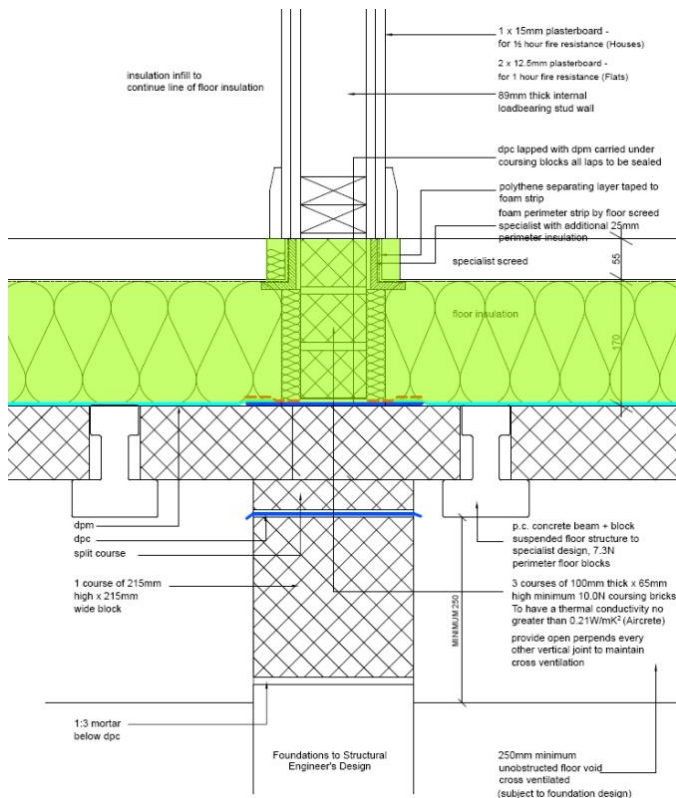 1 x 15mm plasterboard -
for ½ hour fire resistance (Houses)
insulation infill to
continue line of floor insulation
2 x 12.5mm plasterboard -
for 1 hour fire resistance (Flats)
89mm thick internal
loadbearing stud wall
dpc lapped with dpm carried under
coursing blocks all laps to be sealed
polythene separating layer taped to
foam strip
foam perimeter strip by floor screed
specialist with additional 25mm
perimeter insulation
specialist screed
55
floor insulation
170
dpm
dpc
split course
1 course of 215mm
high x 215mm
wide block
p.c. concrete beam + block
suspended floor structure to
specialist design, 7.3N
perimeter floor blocks
MINIMUM 250
3 courses of 100mm thick x 65mm
high minimum 10.0N coursing bricks
To have a thermal conductivity no
greater than 0.21W/mK² (Aircrete)
provide open perpends every
other vertical joint to maintain
cross ventilation
1:3 mortar
below dpc
Foundations to Structural
Engineer's Design
250mm minimum
unobstructed floor void
cross ventilated
(subject to foundation design)